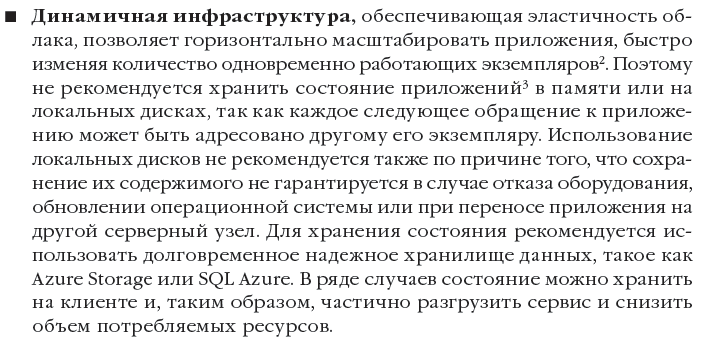 ■ Динамичная инфраструктура, обеспечивающая эластичность об-
лака, позволяет горизонтально масштабировать приложения, быстро
изменяя количество одновременно работающих экземпляров². Поэтому
не рекомендуется хранить состояние приложений³ в памяти или на
локальных дисках, так как каждое следующее обращение к приложе-
нию может быть адресовано другому его экземпляру. Использование
локальных дисков не рекомендуется также по причине того, что сохра-
нение их содержимого не гарантируется в случае отказа оборудования,
обновлении операционной системы или при переносе приложения на
другой серверный узел. Для хранения состояния рекомендуется ис-
пользовать долговременное надежное хранилище данных, такое как
Azure Storage или SQL Azure. В ряде случаев состояние можно хранить
на клиенте и, таким образом, частично разгрузить сервис и снизить
объем потребляемых ресурсов.